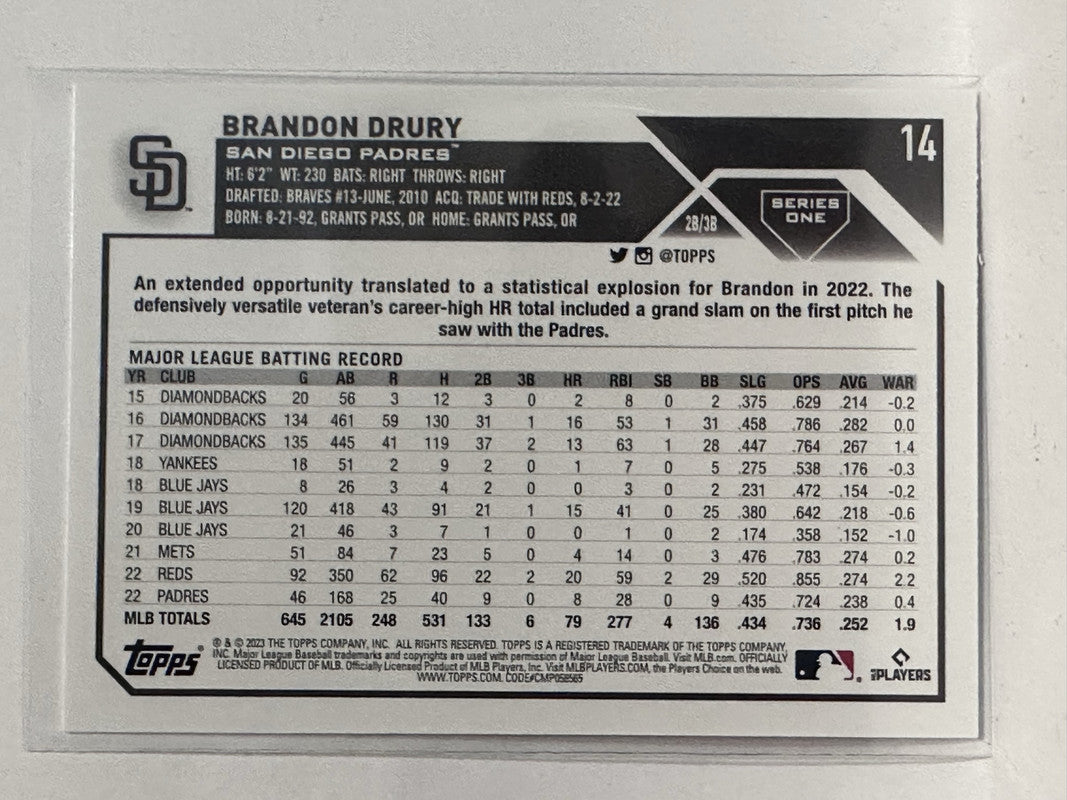 BRANDON DRURY
14
SD
SAN DIEGO PADRES™
HT: 6'2" WT: 230 BATS: RIGHT THROWS: RIGHT
DRAFTED: BRAVES #13-JUNE, 2010 ACQ: TRADE WITH REDS, 8-2-22
BORN: 8-21-92, GRANTS PASS, OR HOME: GRANTS PASS, OR
2B/3B
SERIES
ONE
@TOPPS
An extended opportunity translated to a statistical explosion for Brandon in 2022. The
defensively versatile veteran's career-high HR total included a grand slam on the first pitch he
saw with the Padres.
MAJOR LEAGUE BATTING RECORD
YR CLUB G AB R H 2B 3B HR RBI SB BB SLG OPS AVG WAR
15 DIAMONDBACKS 20 56 3 12 3 0 2 8 0 2 .375 .629 .214 -0.2
16 DIAMONDBACKS 134 461 59 130 31 1 16 53 1 31 .458 .786 .282 0.0
17 DIAMONDBACKS 135 445 41 119 37 2 13 63 1 28 .447 .764 .267 1.4
18 YANKEES 18 51 2 9 2 0 1 7 0 5 .275 .538 .176 -0.3
18 BLUE JAYS 8 26 3 4 2 0 0 3 0 2 .231 .472 .154 -0.2
19 BLUE JAYS 120 418 43 91 21 1 15 41 0 25 .380 .642 .218 -0.6
20 BLUE JAYS 21 46 3 7 1 0 0 1 0 2 .174 .358 .152 -1.0
21 METS 51 84 7 23 5 0 4 14 0 3 .476 .783 .274 0.2
22 REDS 92 350 62 96 22 2 20 59 2 29 .520 .855 .274 2.2
22 PADRES 46 168 25 40 9 0 8 28 0 9 .435 .724 .238 0.4
MLB TOTALS 645 2105 248 531 133 6 79 277 4 136 .434 .736 .252 1.9
Topps
® & © 2023 THE TOPPS COMPANY, INC. ALL RIGHTS RESERVED. TOPPS IS A REGISTERED TRADEMARK OF THE TOPPS COMPANY,
INC. Major League Baseball trademarks and copyrights are used with permission of Major League Baseball. Visit MLB.com. OFFICIALLY
LICENSED PRODUCT OF MLB. Officially Licensed Product of MLB Players, Inc. Visit MLBPLAYERS.COM, the Players Choice on the web.
WWW.TOPPS.COM. CODE#CMP058565
MLB PLAYERS